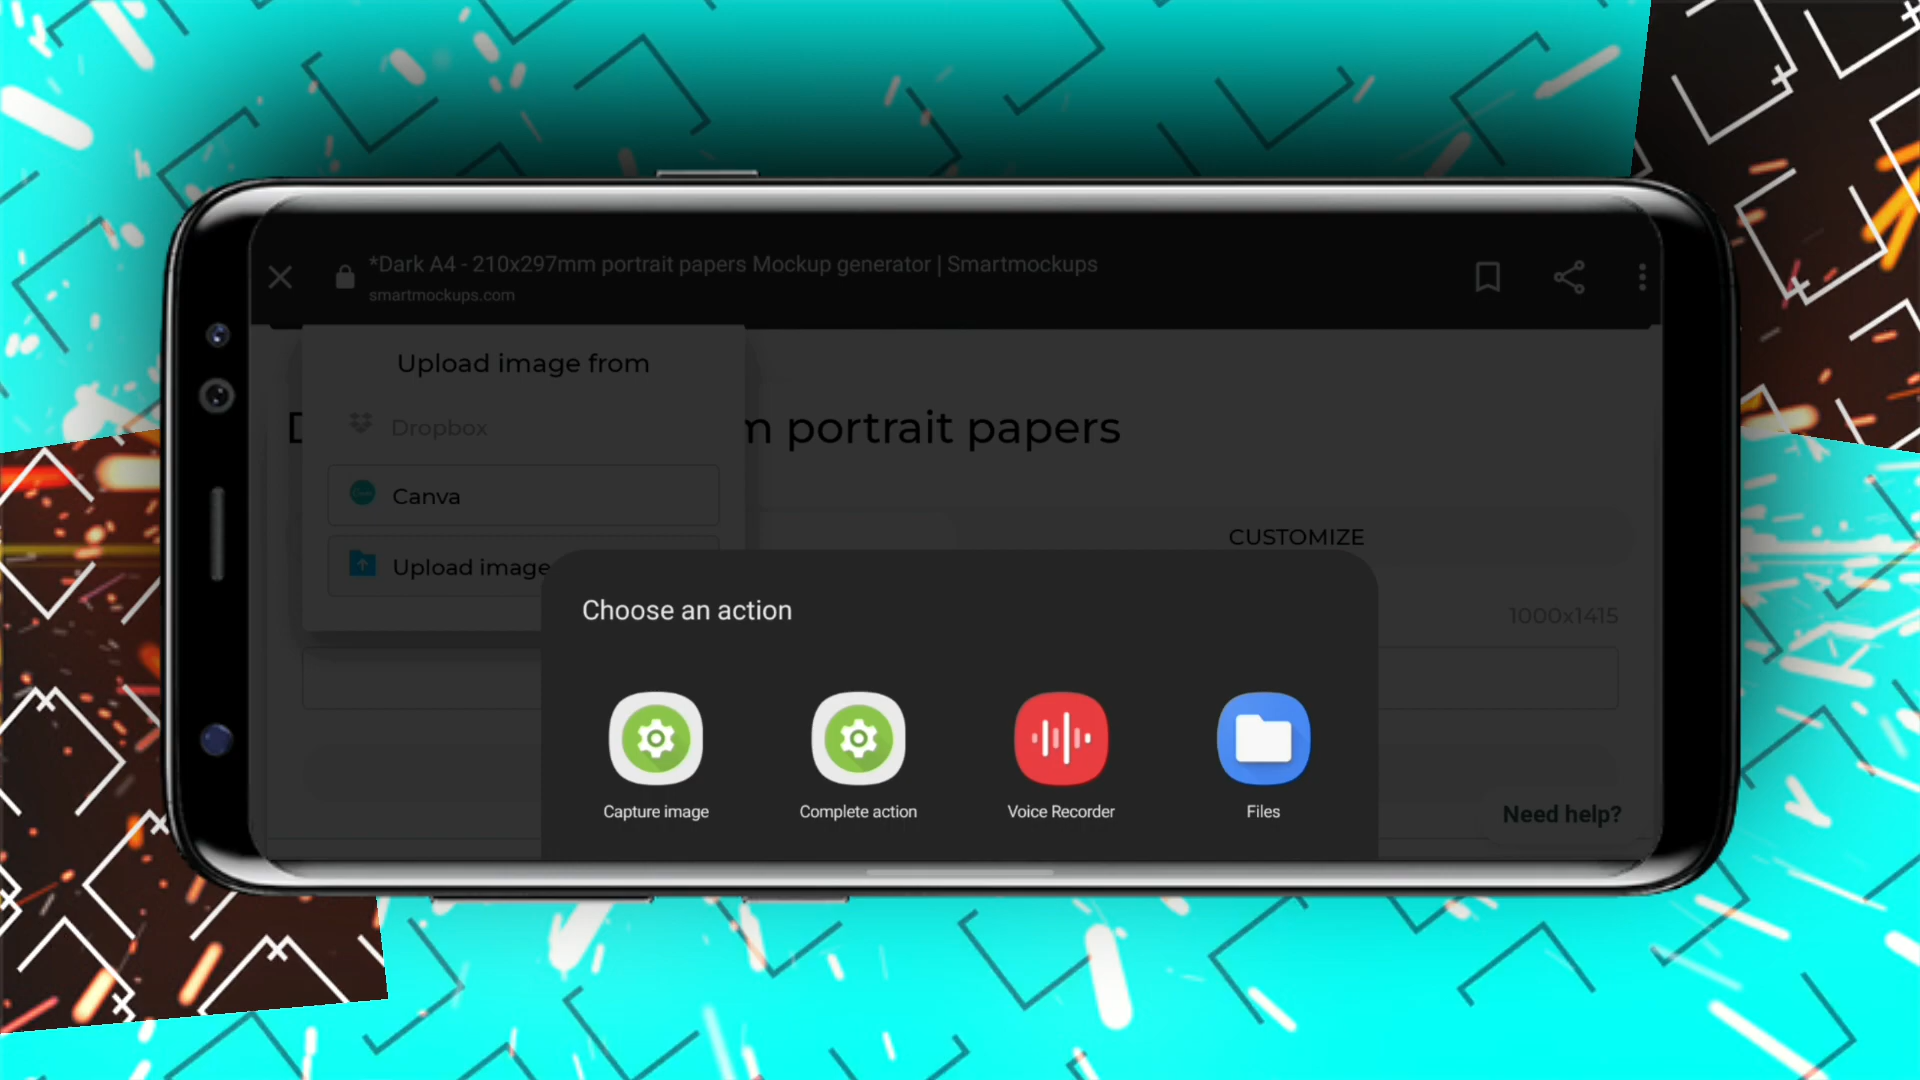 *Dark A4 - 210x297mm portrait papers Mockup generator | Smartmockups
smartmockups.com
Upload image from
Dropbox
m portrait papers
Canva
CUSTOMIZE
Upload image
1000x1415
Choose an action
Capture image
Complete action
Voice Recorder
Files
Need help?